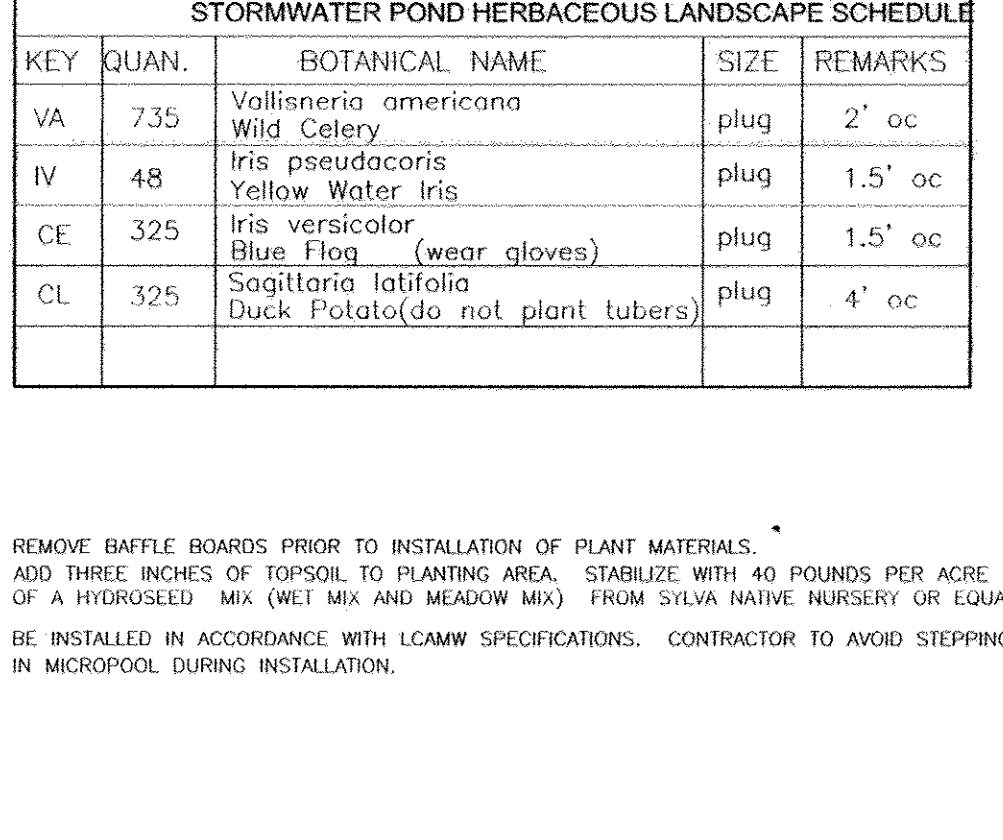 STORMWATER POND HERBACEOUS LANDSCAPE SCHEDULE
KEY QUAN. BOTANICAL NAME SIZE REMARKS
VA 735 Vallisneria americana
Wild Celery plug 2' oc
IV 48 Iris pseudacoris
Yellow Water Iris plug 1.5' oc
CE 325 Iris versicolor
Blue Flag (wear gloves) plug 1.5' oc
CL 325 Sagittaria latifolia
Duck Potato(do not plant tubers) plug 4' oc
REMOVE BAFFLE BOARDS PRIOR TO INSTALLATION OF PLANT MATERIALS.
ADD THREE INCHES OF TOPSOIL TO PLANTING AREA. STABILIZE WITH 40 POUNDS PER ACRE
OF A HYDROSEED MIX (WET MIX AND MEADOW MIX) FROM SYLVA NATIVE NURSERY OR EQUA
BE INSTALLED IN ACCORDANCE WITH LCAMW SPECIFICATIONS. CONTRACTOR TO AVOID STEPPING
IN MICROPOOL DURING INSTALLATION.